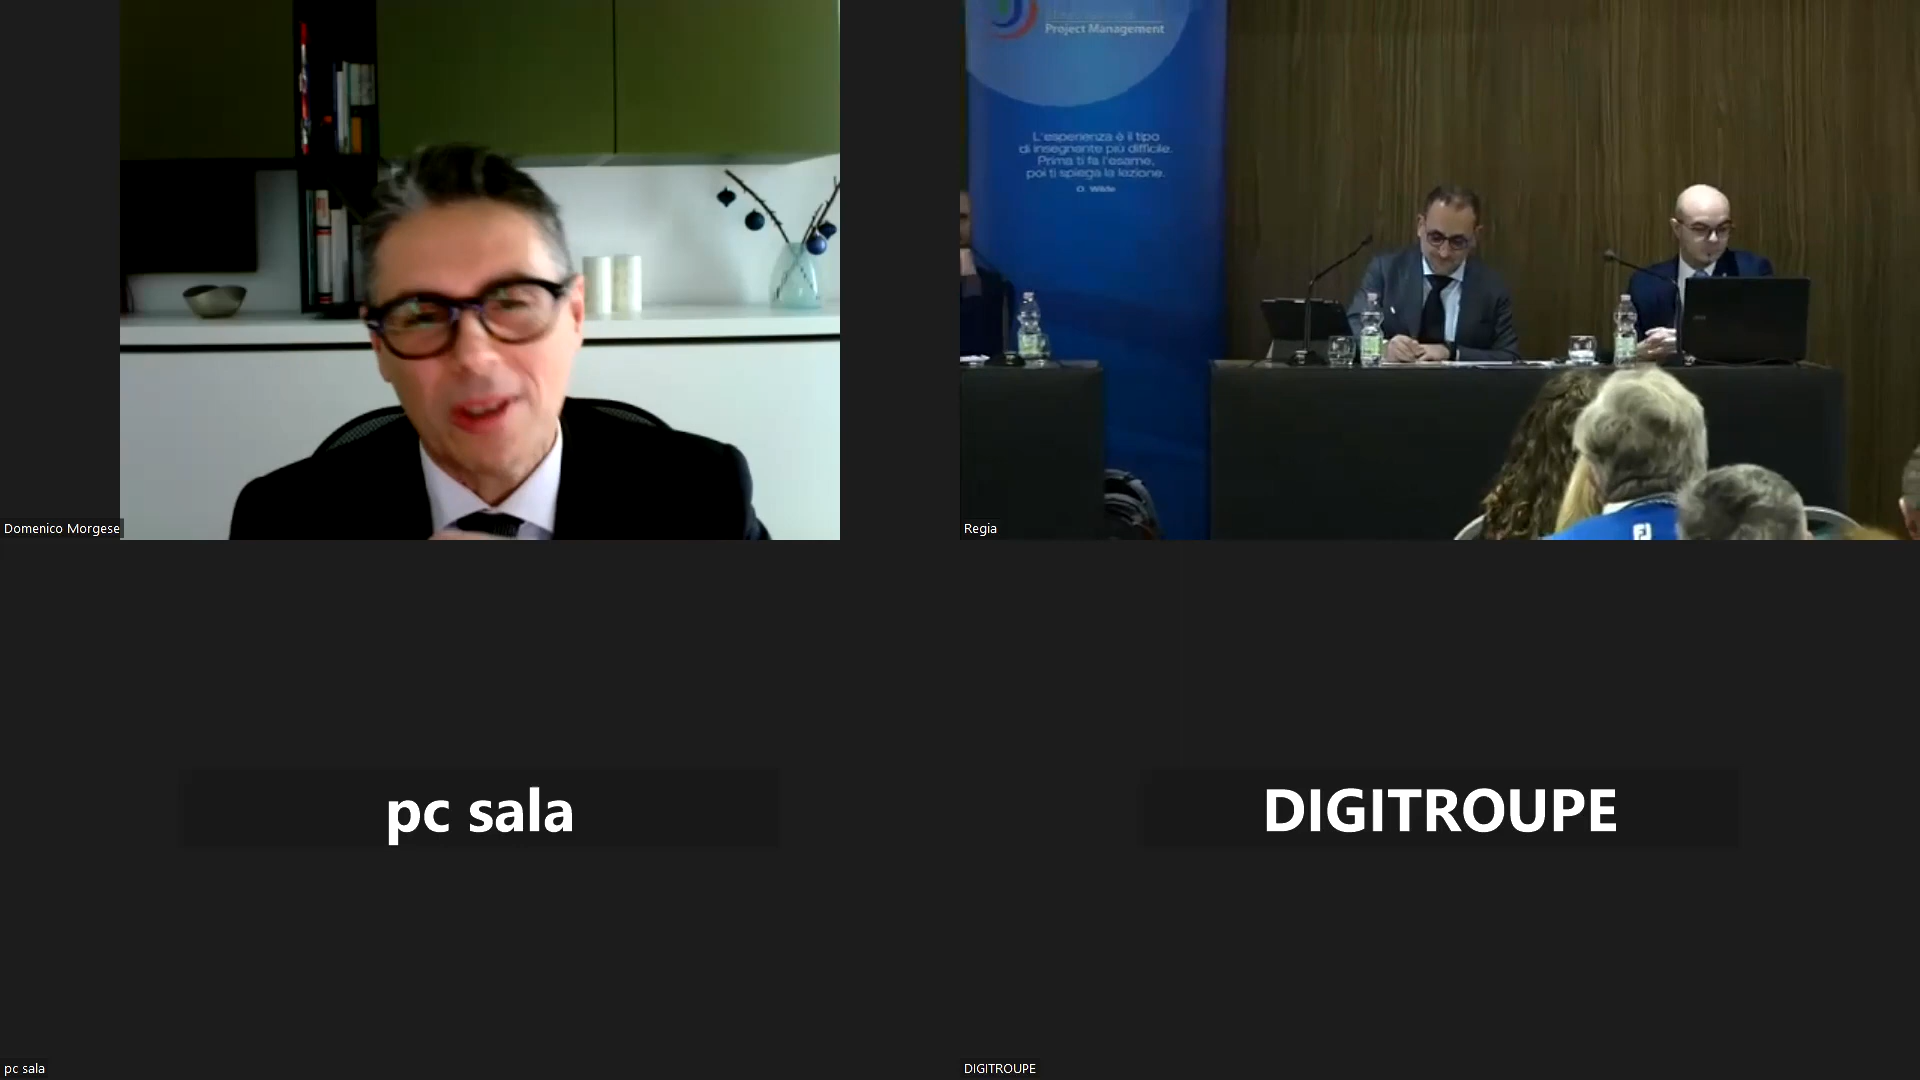 Project Management
L'esperienza è il tipo
di insegnante più difficile.
Prima ti fa l'esame,
poi ti spiega la lezione.
O. Wilde
Domenico Morgese
Regia
pc sala
DIGITROUPE
pc sala
DIGITROUPE